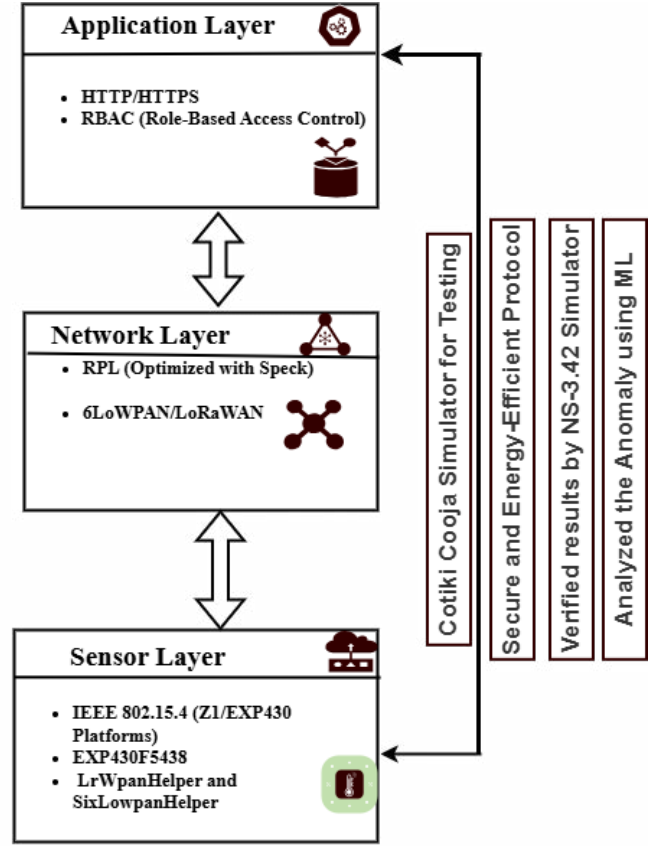 Application Layer
• HTTP/HTTPS
• RBAC (Role-Based Access Control)
Network Layer
• RPL (Optimized with Speck)
• 6LoWPAN/LoRaWAN
Sensor Layer
• IEEE 802.15.4 (Z1/EXP430
Platforms)
• EXP430F5438
• LrWpanHelper and
SixLowpanHelper
Cotiki Cooja Simulator for Testing
Secure and Energy-Efficient Protocol
Verified results by NS-3.42 Simulator
Analyzed the Anomaly using ML